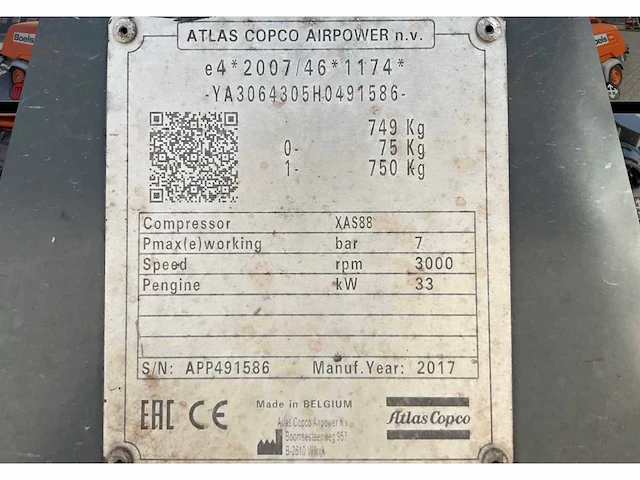 ATLAS COPCO AIRPOWER n.v.
e4*2007/46*1174*
-YA3064305H0491586-
749 Kg
0- 75 Kg
1- 750 Kg
Compressor XAS88
Pmax(e)working bar 7
Speed rpm 3000
Pengine kW 33
S/N: APP491586 Manuf.Year: 2017
EAC CE
Made in BELGIUM
Atlas Copco Airpower n.v.
Boomsesteenweg 957
B-2610 Wilrijk
Atlas Copco
Boels